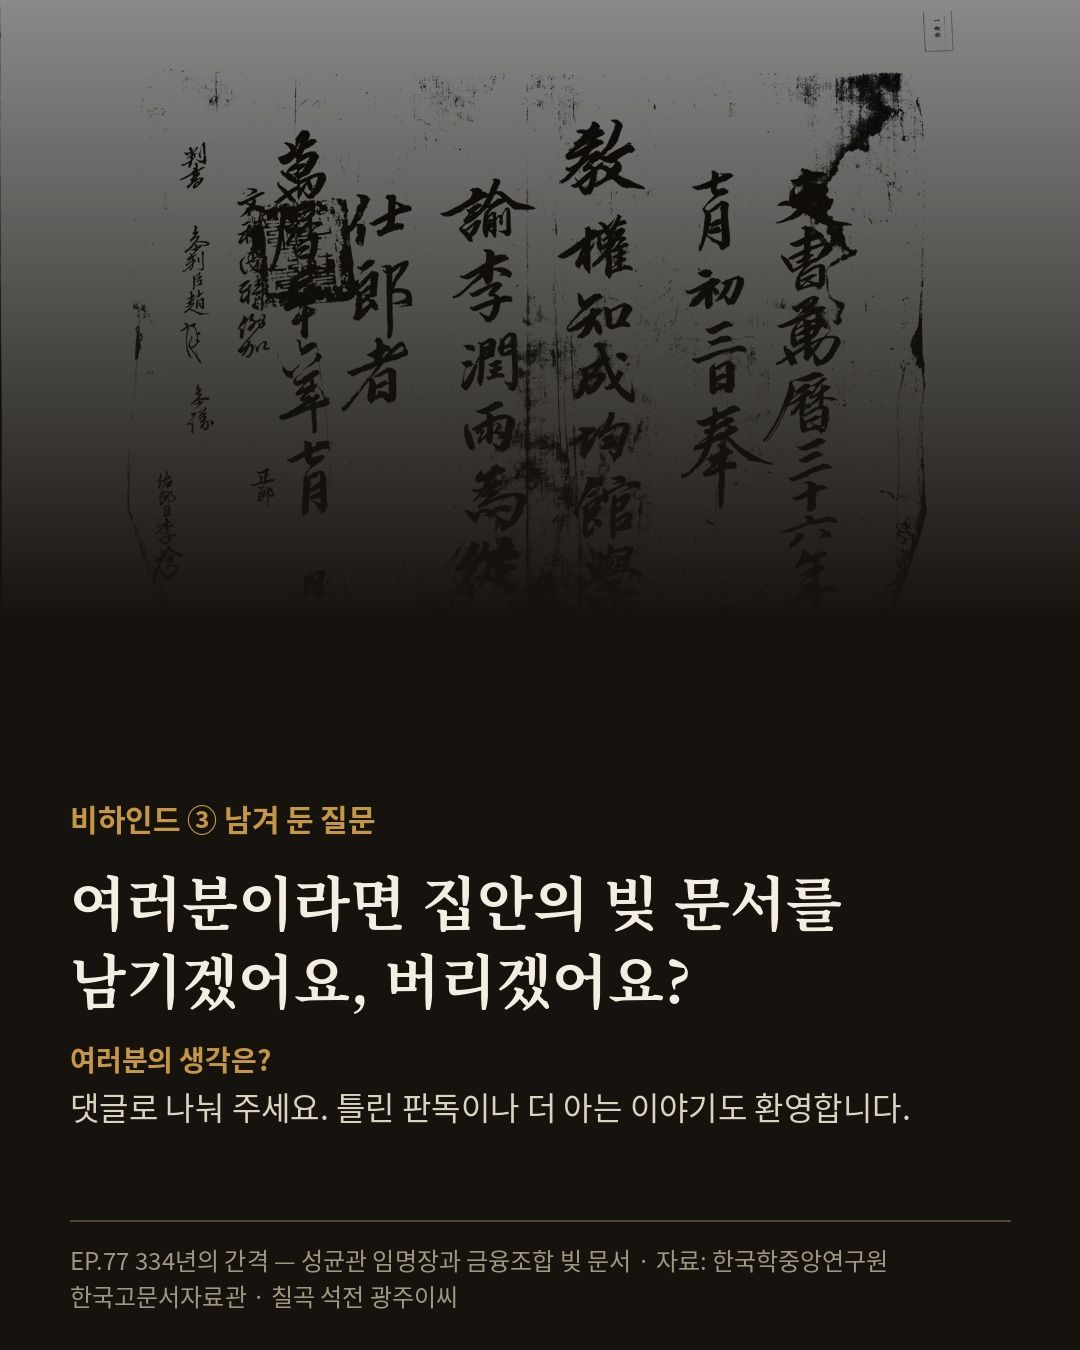 吏曹萬曆三十六年
七月初三日奉
教權知成均館學
諭李潤雨爲從
仕郎者
萬曆三十六年七月 日
判書
正郎
비하인드 ③ 남겨 둔 질문
여러분이라면 집안의 빚 문서를
남기겠어요, 버리겠어요?
여러분의 생각은?
댓글로 나눠 주세요. 틀린 판독이나 더 아는 이야기도 환영합니다.
EP.77 334년의 간격 — 성균관 임명장과 금융조합 빚 문서 · 자료: 한국학중앙연구원
한국고문서자료관 · 칠곡 석전 광주이씨